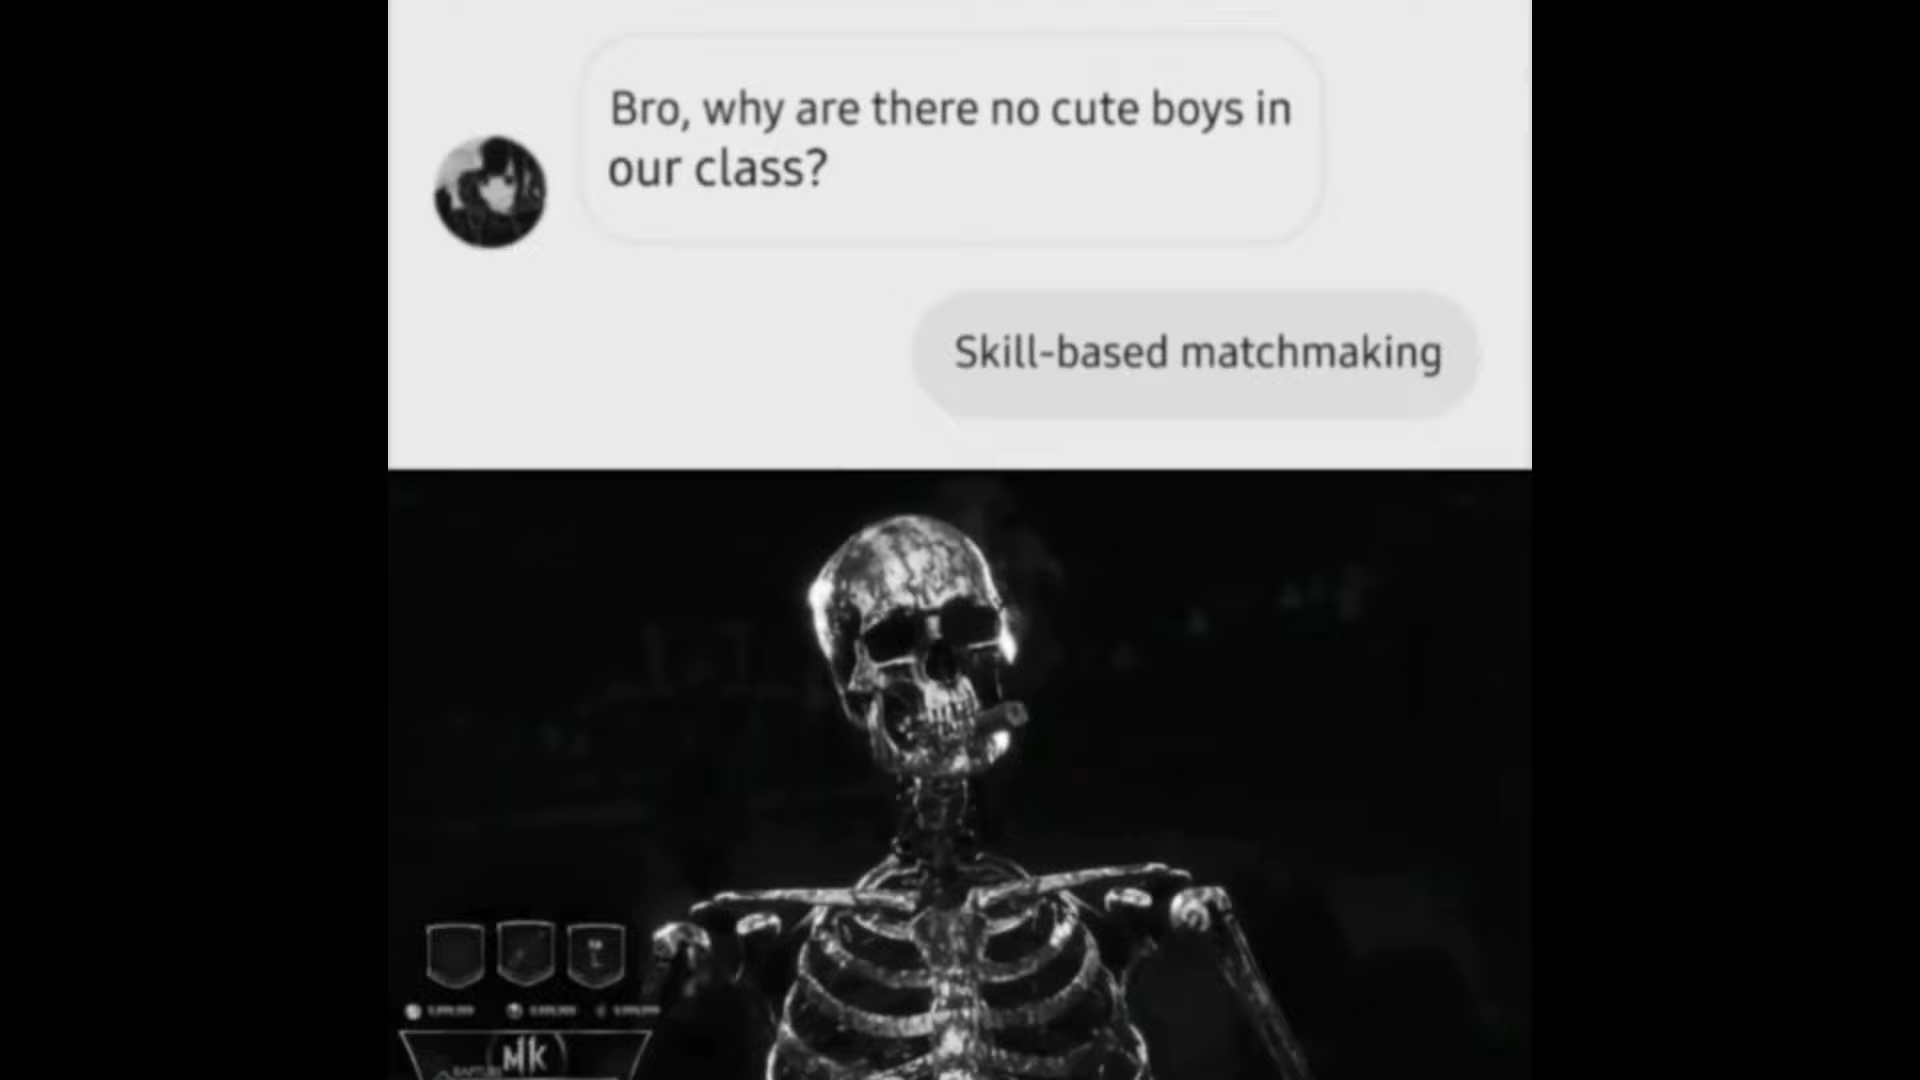 Bro, why are there no cute boys in
our class?
Skill-based matchmaking
MK